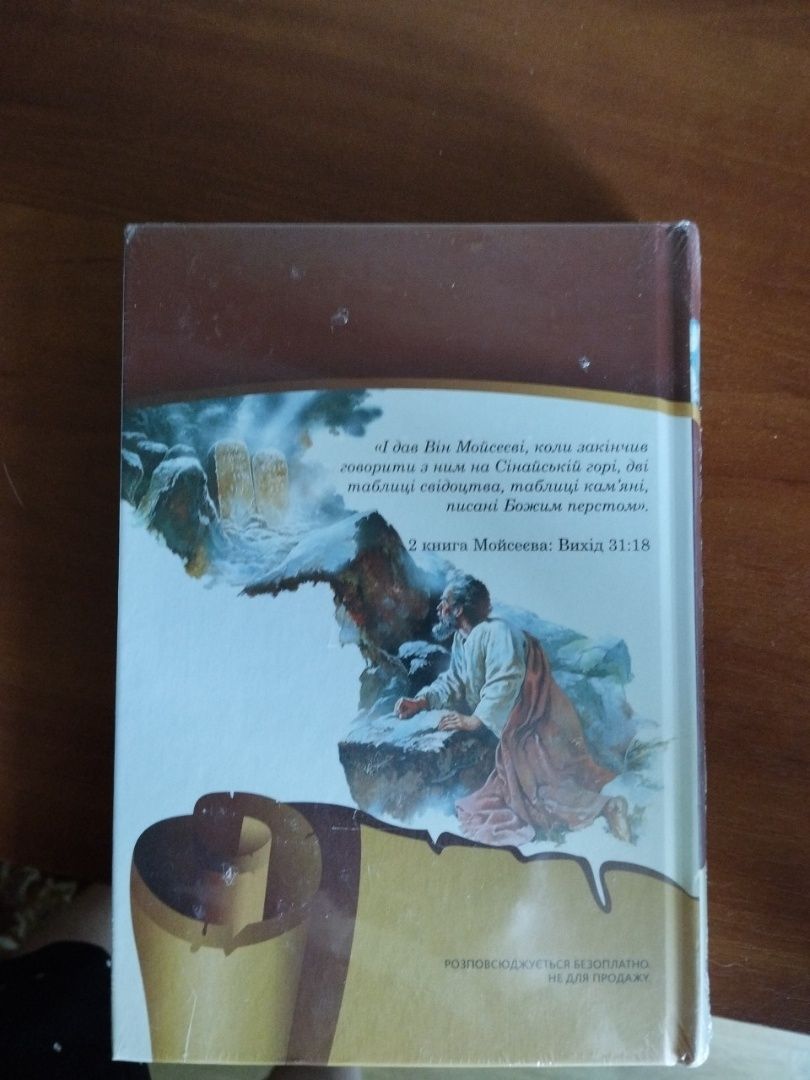 «І дав Він Мойсеєві, коли закінчив
говорити з ним на Сінайській горі, дві
таблиці свідоцтва, таблиці кам'яні,
писані Божим перстом».
2 книга Мойсеєва: Вихід 31:18
РОЗПОВСЮДЖУЄТЬСЯ БЕЗОПЛАТНО.
НЕ ДЛЯ ПРОДАЖУ.